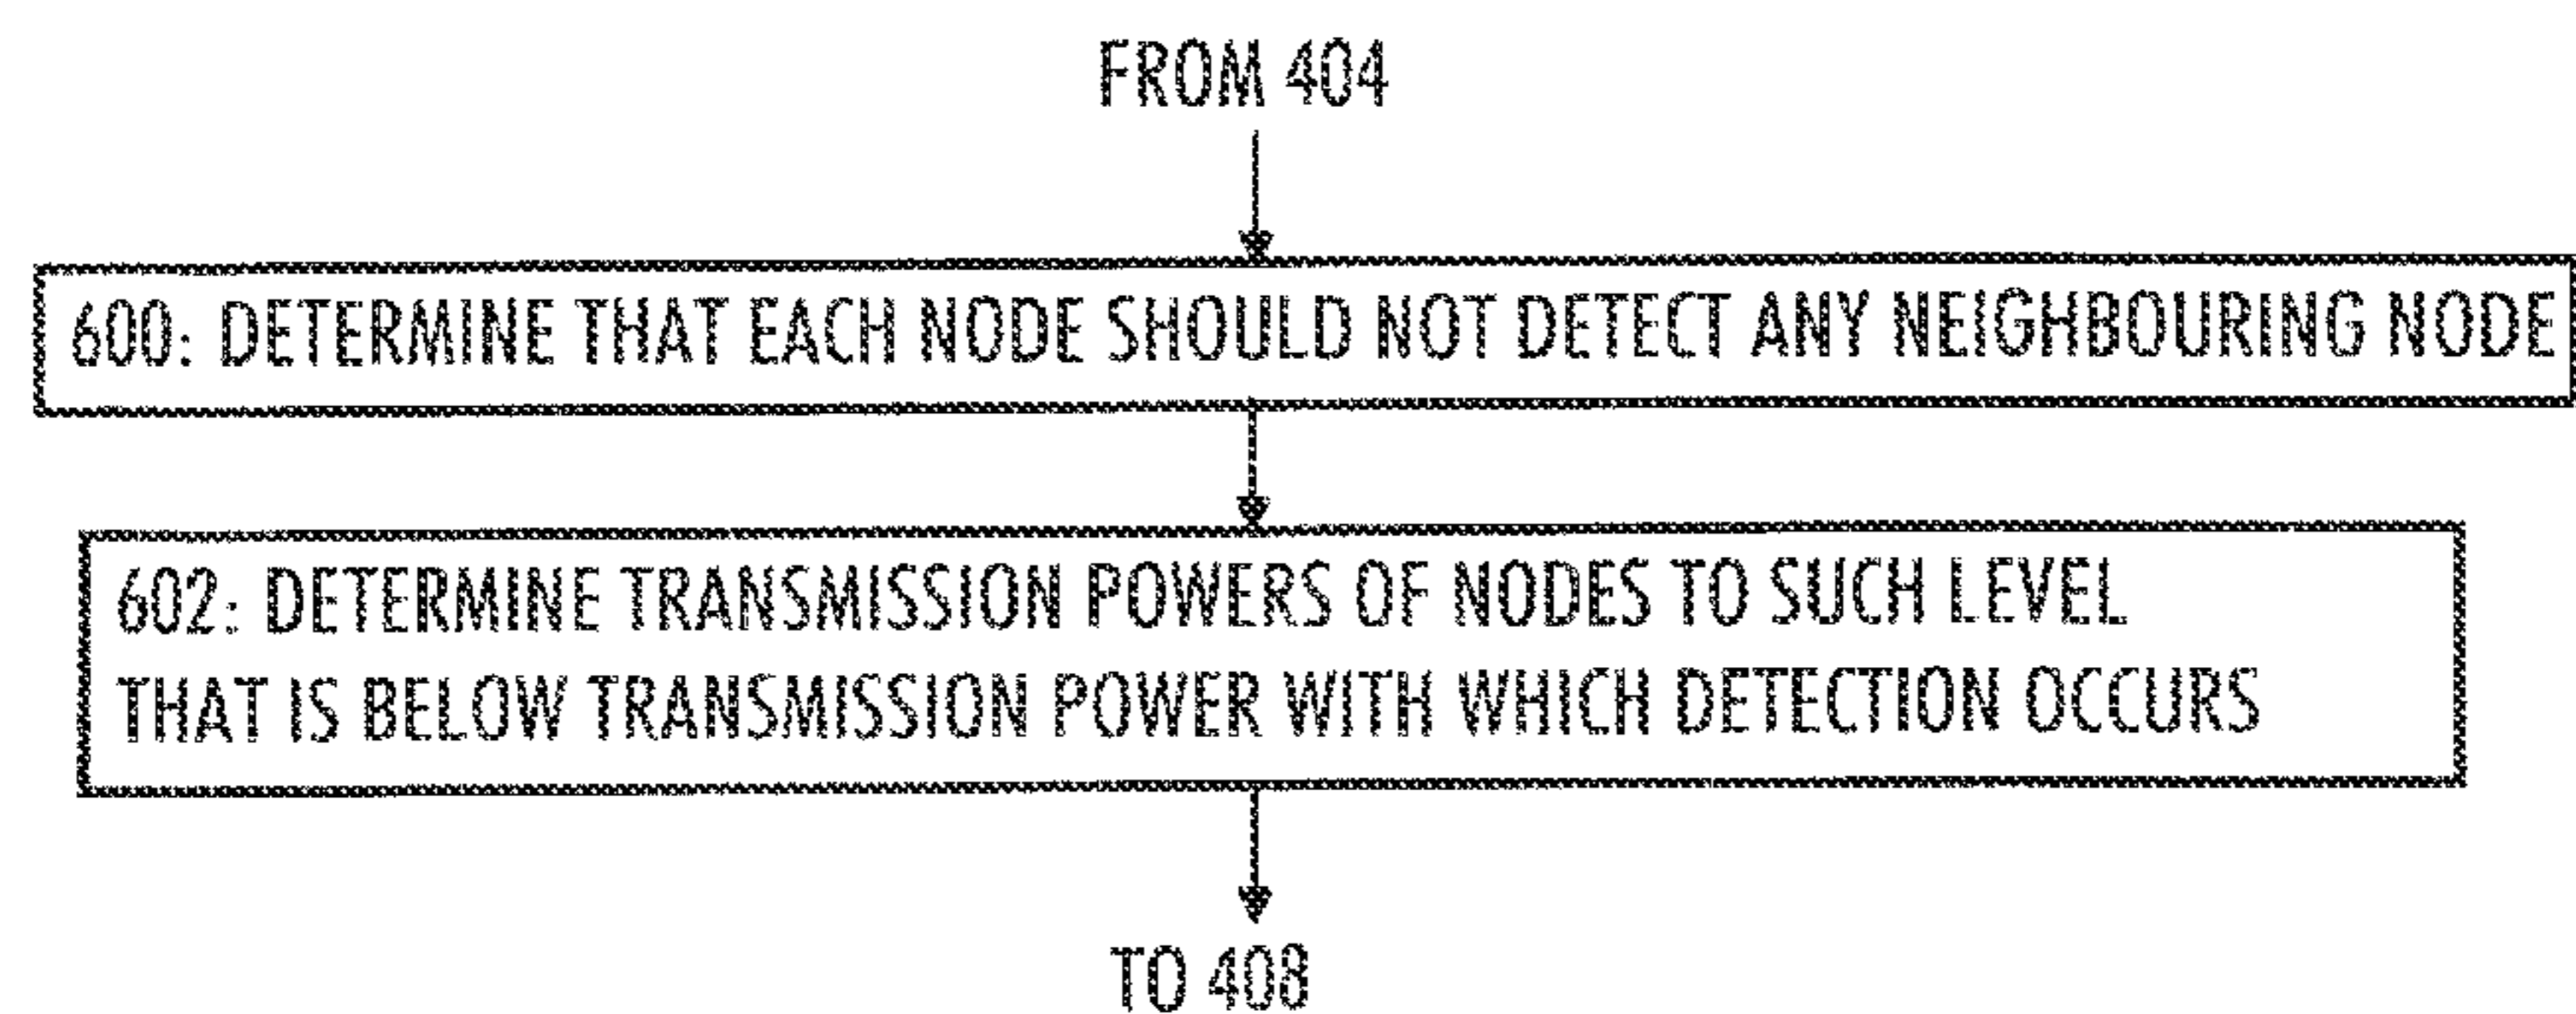 FROM 404
600: DETERMINE THAT EACH NODE SHOULD NOT DETECT ANY NEIGHBOURING NODE
602: DETERMINE TRANSMISSION POWERS OF NODES TO SUCH LEVEL
THAT IS BELOW TRANSMISSION POWER WITH WHICH DETECTION OCCURS
TO 408